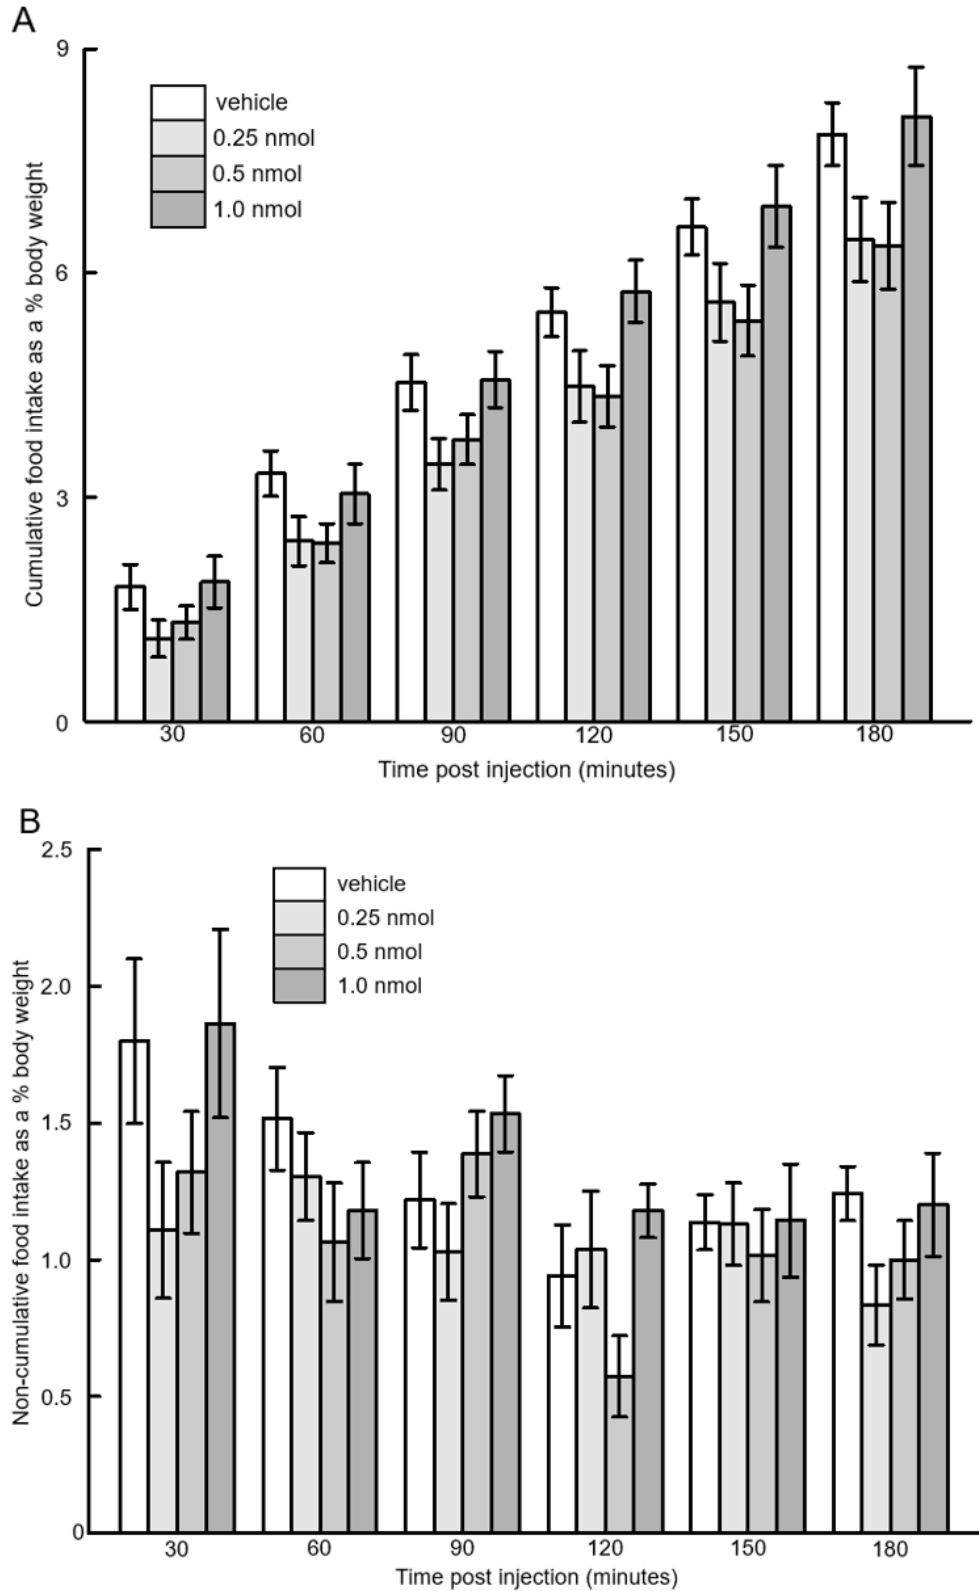 A
9
vehicle
0.25 nmol
0.5 nmol
1.0 nmol
Cumulative food intake as a % body weight
6
3
0
30 60 90 120 150 180
Time post injection (minutes)
B
2.5
vehicle
0.25 nmol
0.5 nmol
1.0 nmol
Non-cumulative food intake as a % body weight
2.0
1.5
1.0
0.5
0
30 60 90 120 150 180
Time post injection (minutes)